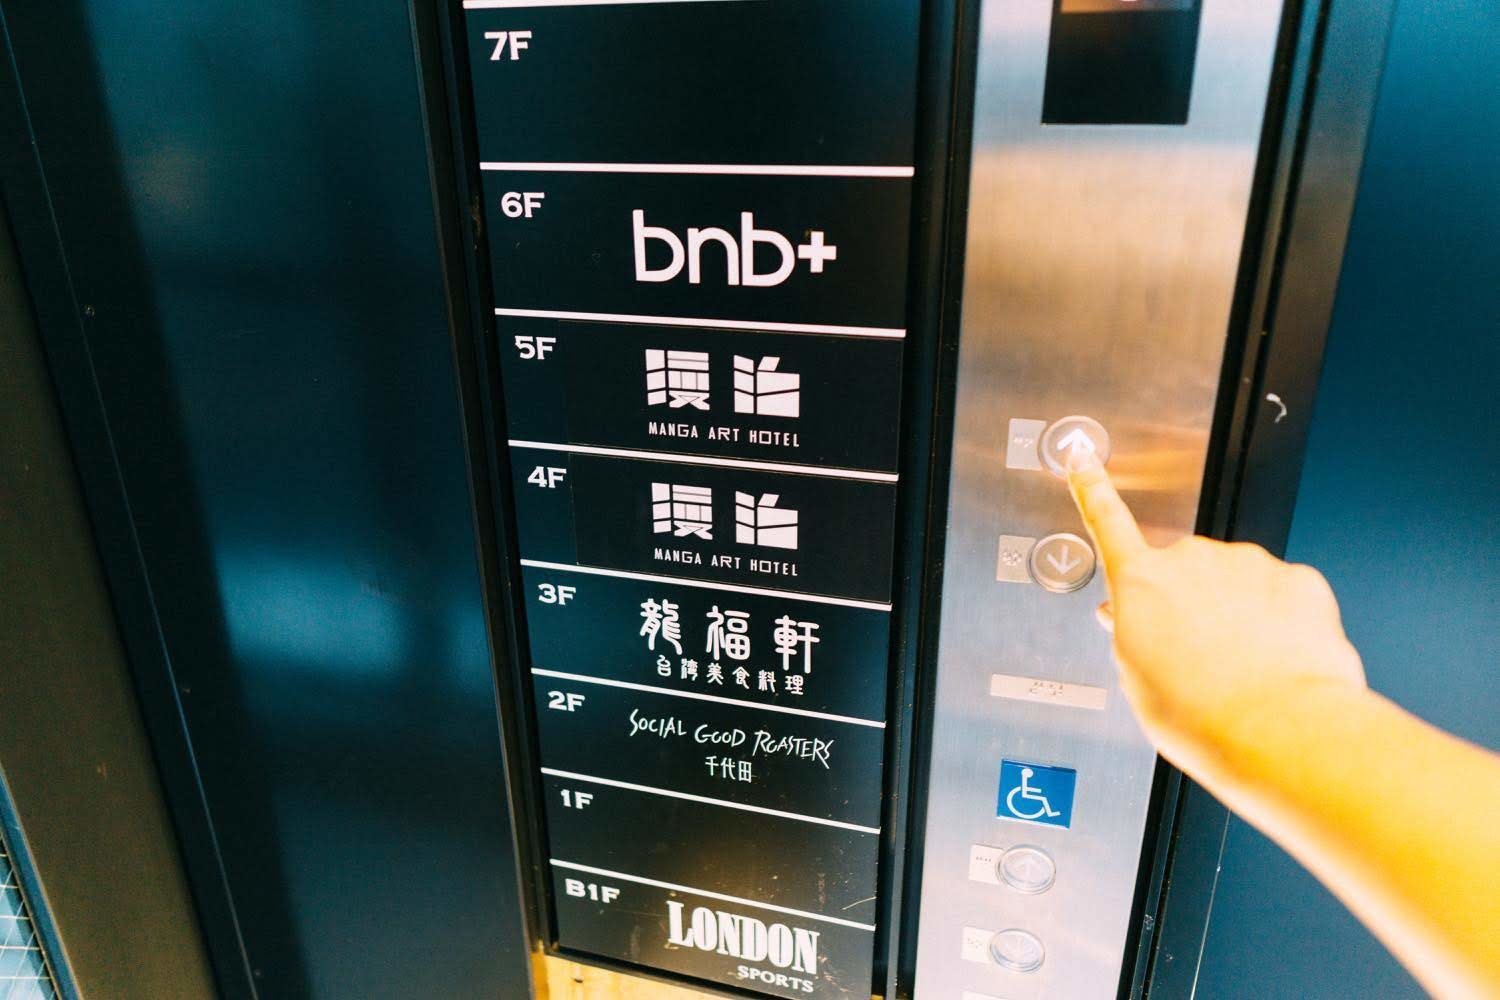 7F
6F
bnb+
5F
漫泊
MANGA ART HOTEL
4F
漫泊
MANGA ART HOTEL
3F
龍福軒
台湾美食料理
2F
SOCIAL GOOD ROASTERS
千代田
1F
B1F
LONDON
SPORTS